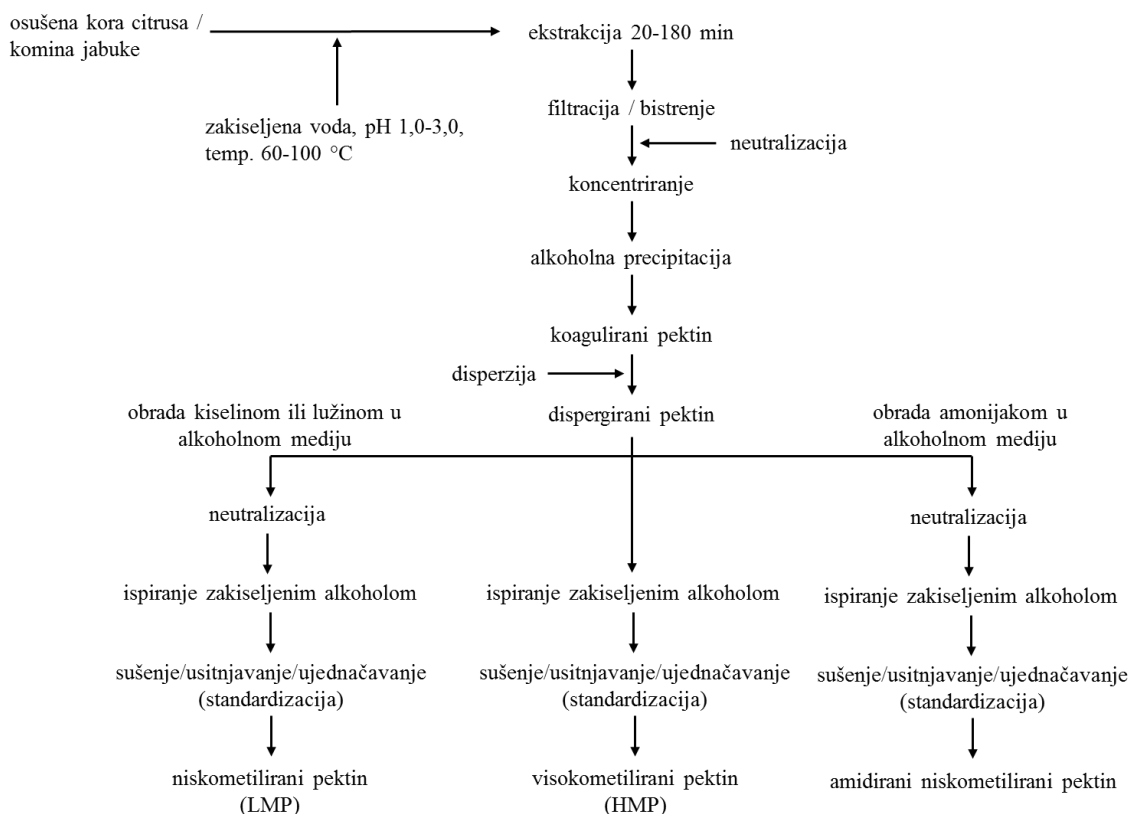 osušena kora citrusa /
komina jabuke
ekstrakcija 20-180 min
zakiseljena voda, pH 1,0-3,0,
temp. 60-100 °C
filtracija / bistrenje
neutralizacija
koncentriranje
alkoholna precipitacija
koagulirani pektin
disperzija
dispergirani pektin
obrada kiselinom ili lužinom u
alkoholnom mediju
obrada amonijakom u
alkoholnom mediju
neutralizacija
neutralizacija
ispiranje zakiseljenim alkoholom
ispiranje zakiseljenim alkoholom
ispiranje zakiseljenim alkoholom
sušenje/usitnjavanje/ujednačavanje
(standardizacija)
sušenje/usitnjavanje/ujednačavanje
(standardizacija)
sušenje/usitnjavanje/ujednačavanje
(standardizacija)
niskometilirani pektin
(LMP)
visokometilirani pektin
(HMP)
amidirani niskometilirani pektin